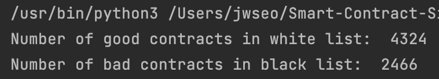 /usr/bin/python3 /Users/jwseo/Smart-Contract-Si
Number of good contracts in white list:  4324
Number of bad contracts in black list:  2466